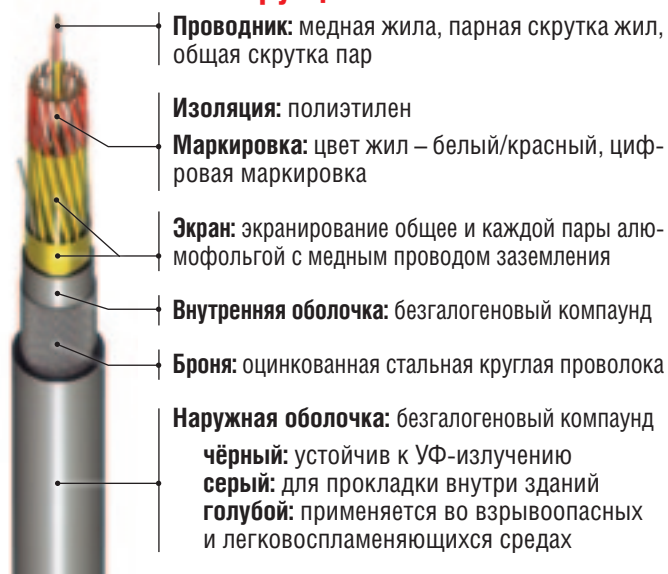 Проводник: медная жила, парная скрутка жил,
общая скрутка пар
Изоляция: полиэтилен
Маркировка: цвет жил – белый/красный, циф-
ровая маркировка
Экран: экранирование общее и каждой пары алю-
мофольгой с медным проводом заземления
Внутренняя оболочка: безгалогеновый компаунд
Броня: оцинкованная стальная круглая проволока
Наружная оболочка: безгалогеновый компаунд
чёрный: устойчив к УФ-излучению
серый: для прокладки внутри зданий
голубой: применяется во взрывоопасных
и легковоспламеняющихся средах